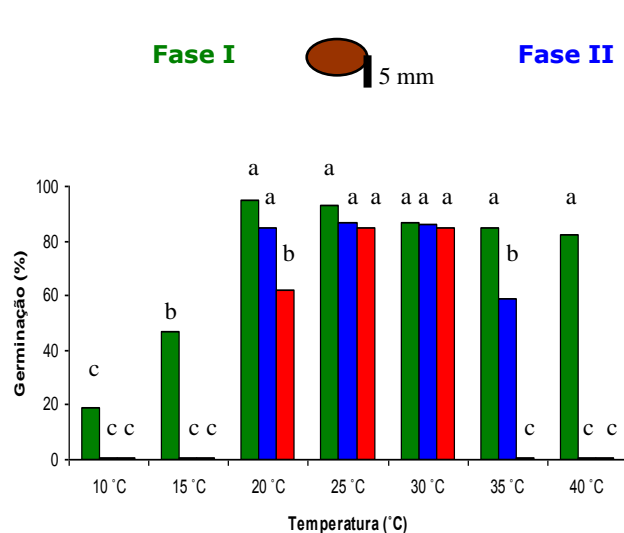 Fase I Fase II
5 mm
a a
a a a a a a a a
b b
b
c
c c c c c c c
Germinação (%)
100
80
60
40
20
0
10 ˚C 15 ˚C 20 ˚C 25 ˚C 30 ˚C 35 ˚C 40 ˚C
Temperatura (˚C)